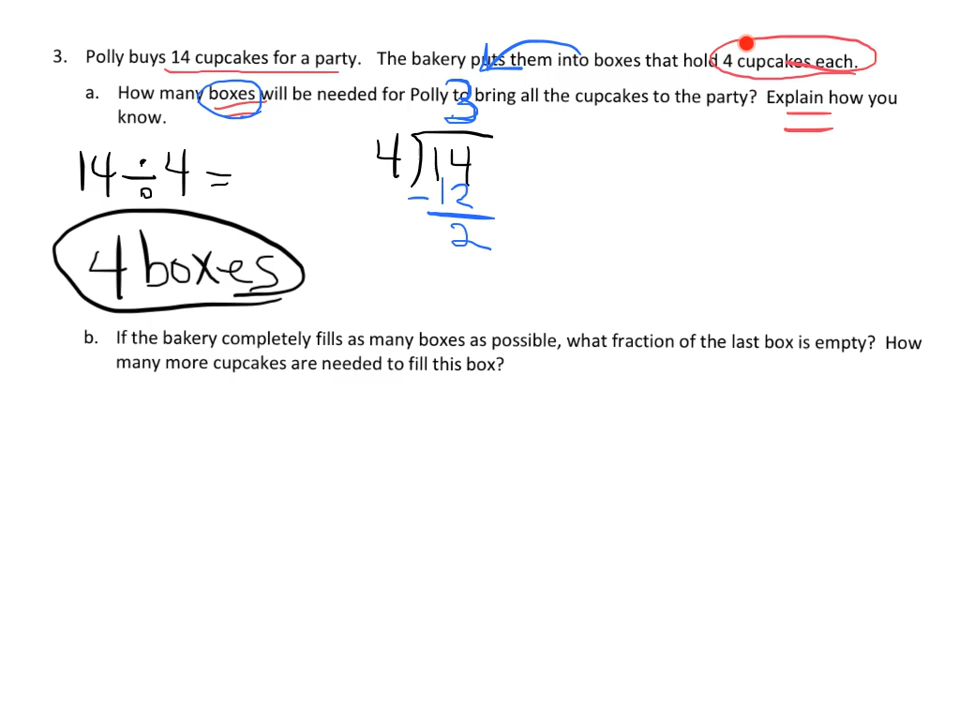 3. Polly buys 14 cupcakes for a party. The bakery puts them into boxes that hold 4 cupcakes each.
a. How many boxes will be needed for Polly to bring all the cupcakes to the party? Explain how you
know.
3
14 ÷ 4 =
4)14
-12
2
4 boxes
b. If the bakery completely fills as many boxes as possible, what fraction of the last box is empty? How
many more cupcakes are needed to fill this box?